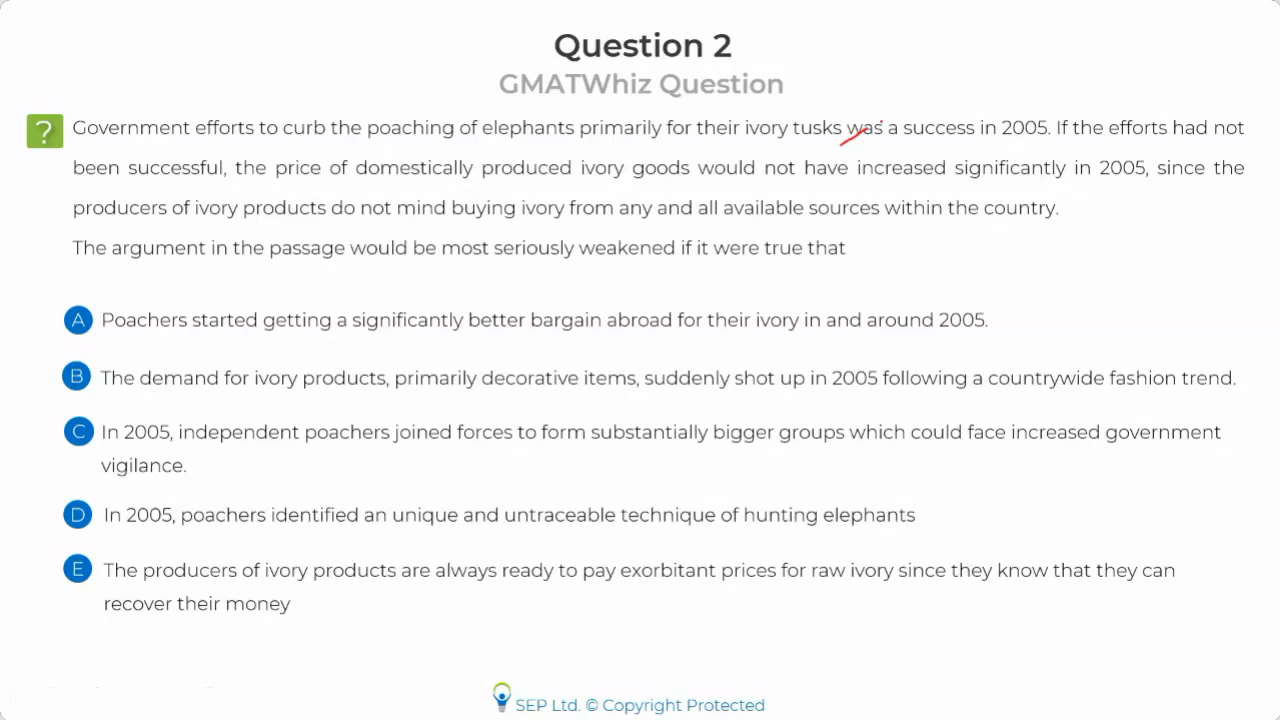 Question 2
GMATWhiz Question
?
Government efforts to curb the poaching of elephants primarily for their ivory tusks was a success in 2005. If the efforts had not
been successful, the price of domestically produced ivory goods would not have increased significantly in 2005, since the
producers of ivory products do not mind buying ivory from any and all available sources within the country.
The argument in the passage would be most seriously weakened if it were true that
A Poachers started getting a significantly better bargain abroad for their ivory in and around 2005.
B The demand for ivory products, primarily decorative items, suddenly shot up in 2005 following a countrywide fashion trend.
C In 2005, independent poachers joined forces to form substantially bigger groups which could face increased government
vigilance.
D In 2005, poachers identified an unique and untraceable technique of hunting elephants
E The producers of ivory products are always ready to pay exorbitant prices for raw ivory since they know that they can
recover their money
SEP Ltd. © Copyright Protected